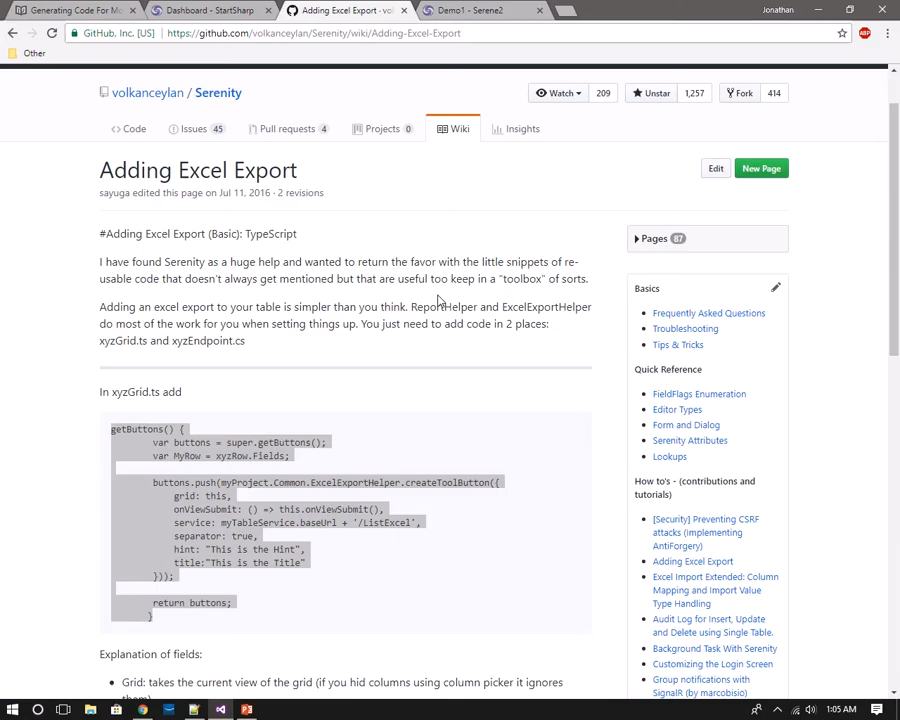 Generating Code For Mo
Dashboard - StartSharp
Adding Excel Export · vol
Demo1 - Serene2
Jonathan
GitHub, Inc. [US]
https://github.com/volkanceylan/Serenity/wiki/Adding-Excel-Export
ABP
Other
volkanceylan / Serenity
Watch 209
Unstar 1,257
Fork 414
Code
Issues 45
Pull requests 4
Projects 0
Wiki
Insights
Adding Excel Export
Edit
New Page
sayuga edited this page on Jul 11, 2016 · 2 revisions
#Adding Excel Export (Basic): TypeScript
I have found Serenity as a huge help and wanted to return the favor with the little snippets of re-
usable code that doesn't always get mentioned but that are useful too keep in a "toolbox" of sorts.
Adding an excel export to your table is simpler than you think. ReportHelper and ExcelExportHelper
do most of the work for you when setting things up. You just need to add code in 2 places:
xyzGrid.ts and xyzEndpoint.cs
In xyzGrid.ts add
getButtons() {
var buttons = super.getButtons();
var MyRow = xyzRow.Fields;
buttons.push(myProject.Common.ExcelExportHelper.createToolButton({
grid: this,
onViewSubmit: () => this.onViewSubmit(),
service: myTableService.baseUrl + '/ListExcel',
separator: true,
hint: "This is the Hint",
title:"This is the Title"
}));
return buttons;
}
Explanation of fields:
• Grid: takes the current view of the grid (if you hid columns using column picker it ignores
them)
Pages 87
Basics
Frequently Asked Questions
Troubleshooting
Tips & Tricks
Quick Reference
FieldFlags Enumeration
Editor Types
Form and Dialog
Serenity Attributes
Lookups
How to's - (contributions and
tutorials)
[Security] Preventing CSRF
attacks (Implementing
AntiForgery)
Adding Excel Export
Excel Import Extended: Column
Mapping and Import Value
Type Handling
Audit Log for Insert, Update
and Delete using Single Table.
Background Task With Serenity
Customizing the Login Screen
Group notifications with
SignalR (by marcobisio)
1:05 AM